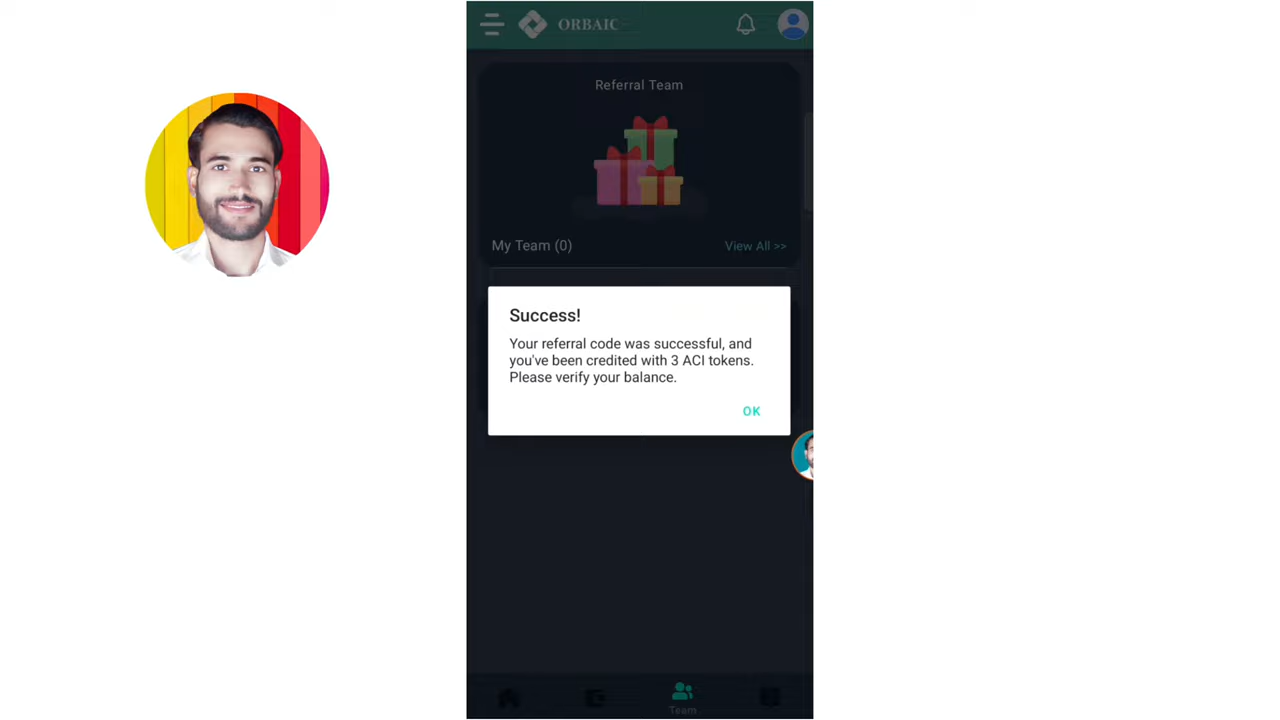 ORBAIC
Referral Team
My Team (0)
View All >>
Success!
Your referral code was successful, and
you've been credited with 3 ACI tokens.
Please verify your balance.
OK
Team